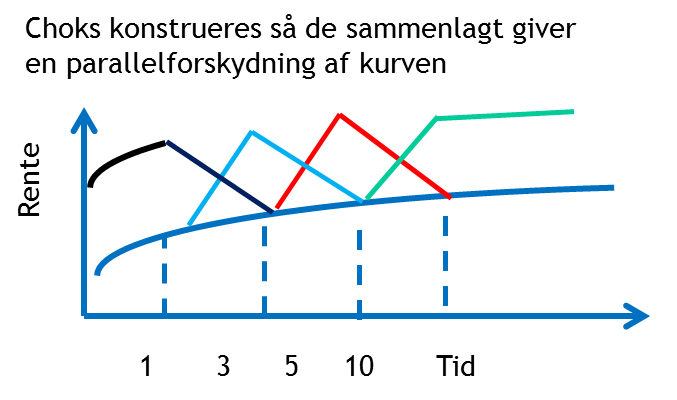 Choks konstrueres så de sammenlagt giver
en parallelforskydning af kurven
Rente
1 3 5 10 Tid